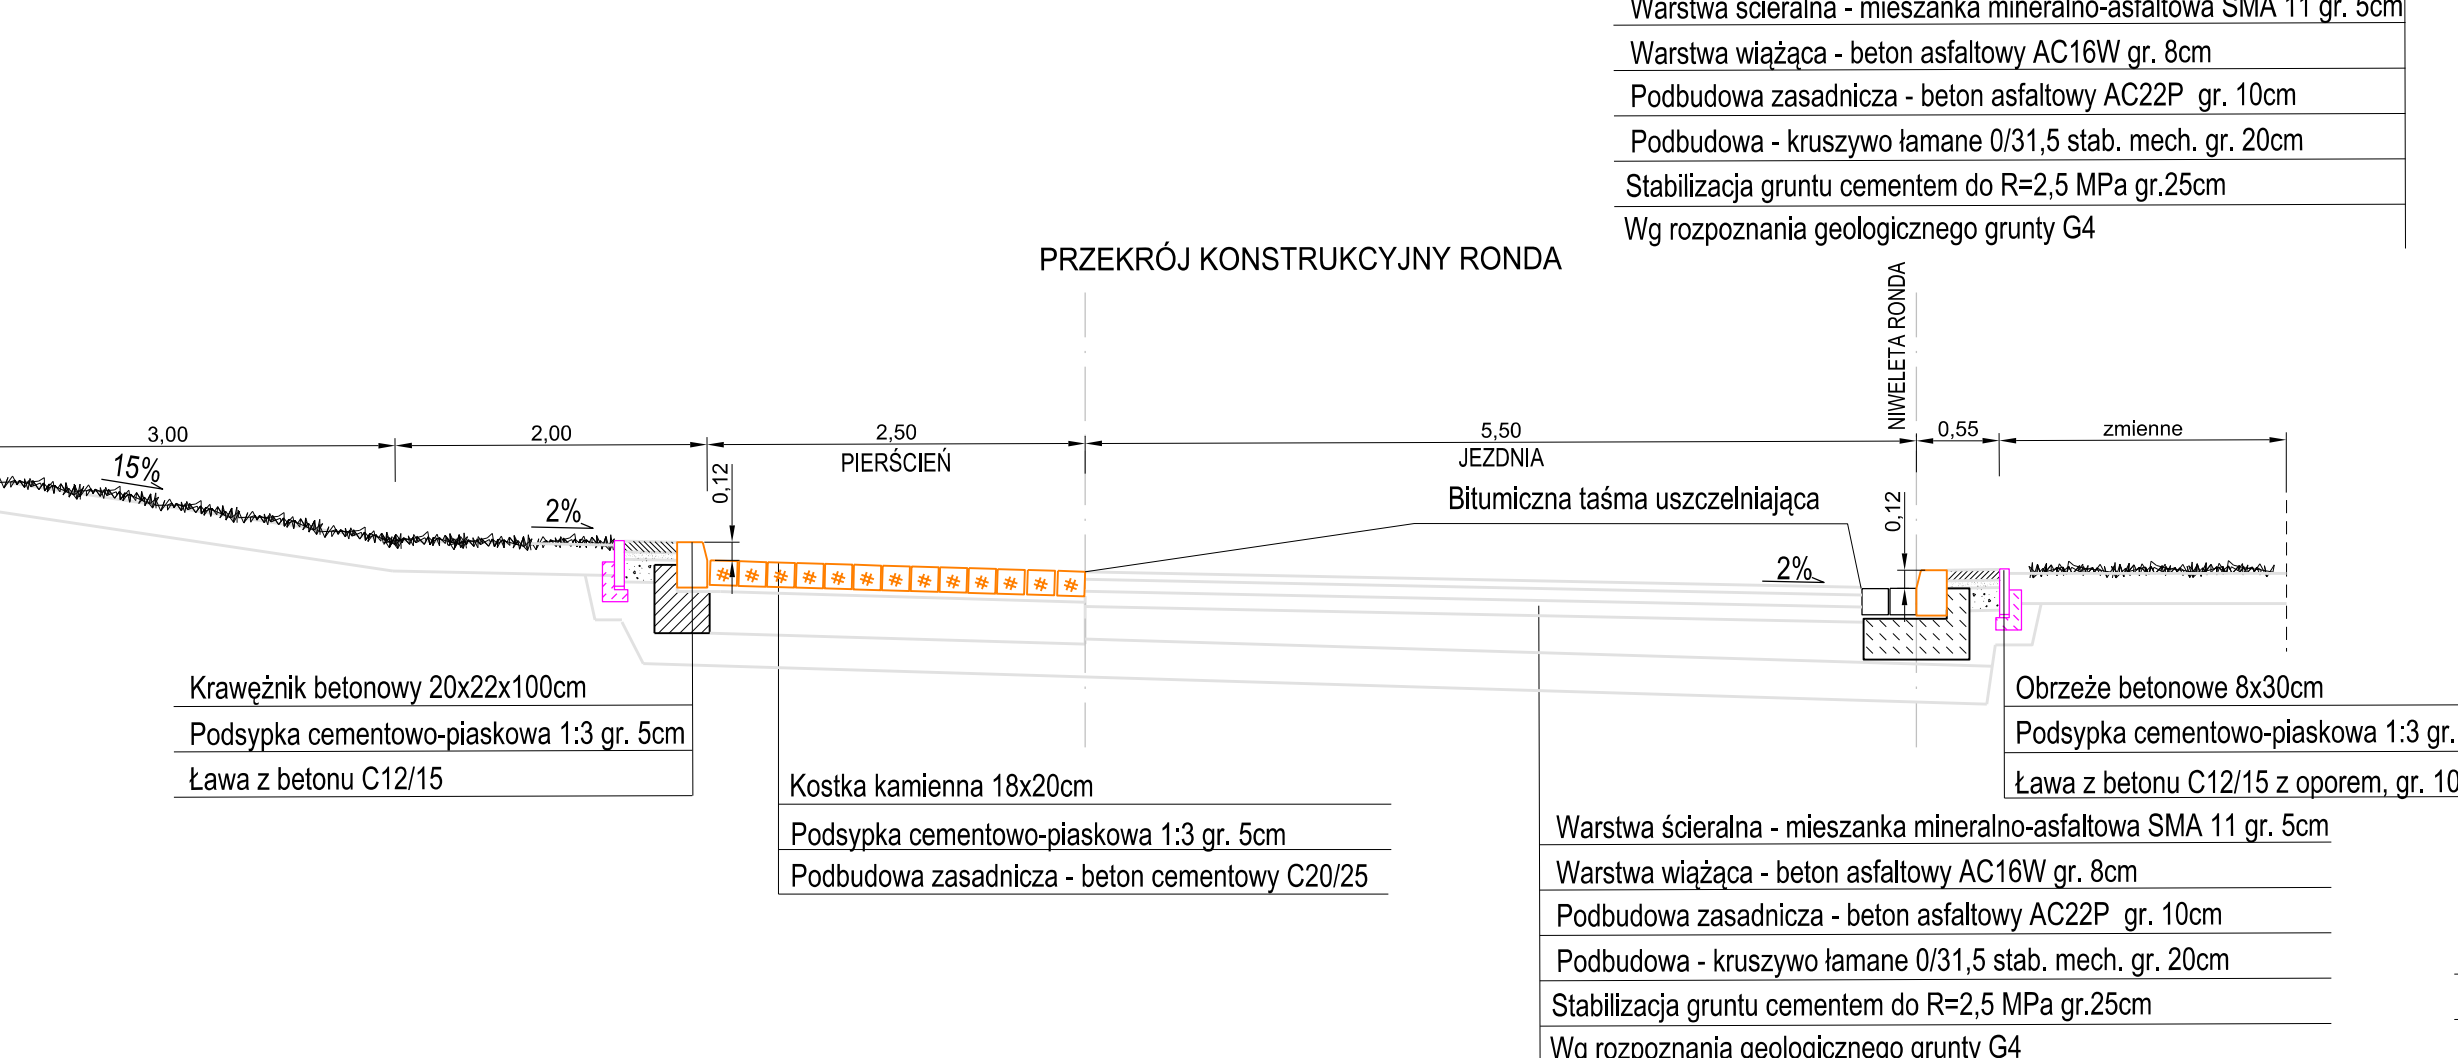 Warstwa ścieralna - mieszanka mineralno-asfaltowa SMA 11 gr. 5cm
Warstwa wiążąca - beton asfaltowy AC16W gr. 8cm
Podbudowa zasadnicza - beton asfaltowy AC22P gr. 10cm
Podbudowa - kruszywo łamane 0/31,5 stab. mech. gr. 20cm
Stabilizacja gruntu cementem do R=2,5 MPa gr.25cm
Wg rozpoznania geologicznego grunty G4
PRZEKRÓJ KONSTRUKCYJNY RONDA
NIWELETA RONDA
3,00
2,00
2,50
5,50
0,55
zmienne
PIERŚCIEŃ
JEZDNIA
15%
2%
0,12
Bitumiczna taśma uszczelniająca
0,12
2%
Krawężnik betonowy 20x22x100cm
Podsypka cementowo-piaskowa 1:3 gr. 5cm
Ława z betonu C12/15
Kostka kamienna 18x20cm
Podsypka cementowo-piaskowa 1:3 gr. 5cm
Podbudowa zasadnicza - beton cementowy C20/25
Obrzeże betonowe 8x30cm
Podsypka cementowo-piaskowa 1:3 gr.
Ława z betonu C12/15 z oporem, gr. 10
Warstwa ścieralna - mieszanka mineralno-asfaltowa SMA 11 gr. 5cm
Warstwa wiążąca - beton asfaltowy AC16W gr. 8cm
Podbudowa zasadnicza - beton asfaltowy AC22P gr. 10cm
Podbudowa - kruszywo łamane 0/31,5 stab. mech. gr. 20cm
Stabilizacja gruntu cementem do R=2,5 MPa gr.25cm
Wg rozpoznania geologicznego grunty G4